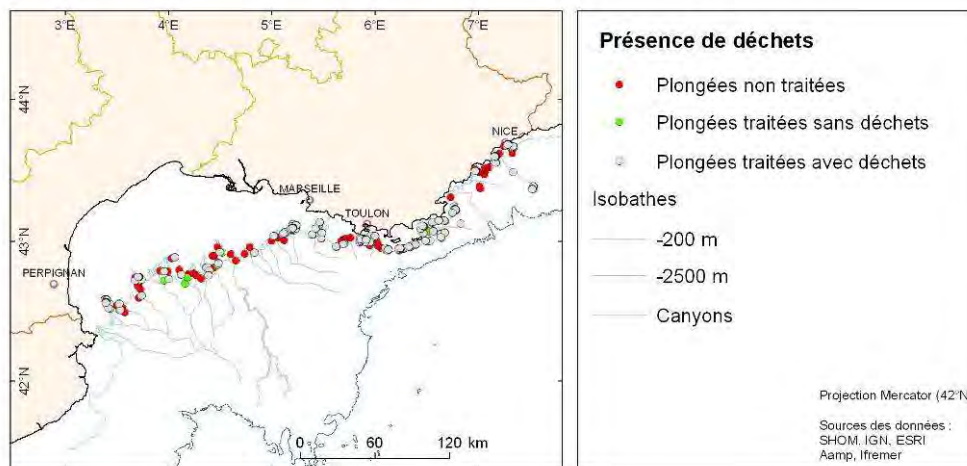 3°E 4°E 5°E 6°E 7°E
44°N
43°N
42°N
NICE
MARSEILLE
TOULON
PERPIGNAN
0 60 120 km
Présence de déchets
Plongées non traitées
Plongées traitées sans déchets
Plongées traitées avec déchets
Isobathes
-200 m
-2500 m
Canyons
Projection Mercator (42°N
Sources des données :
SHOM, IGN, ESRI
Aamp, Ifremer